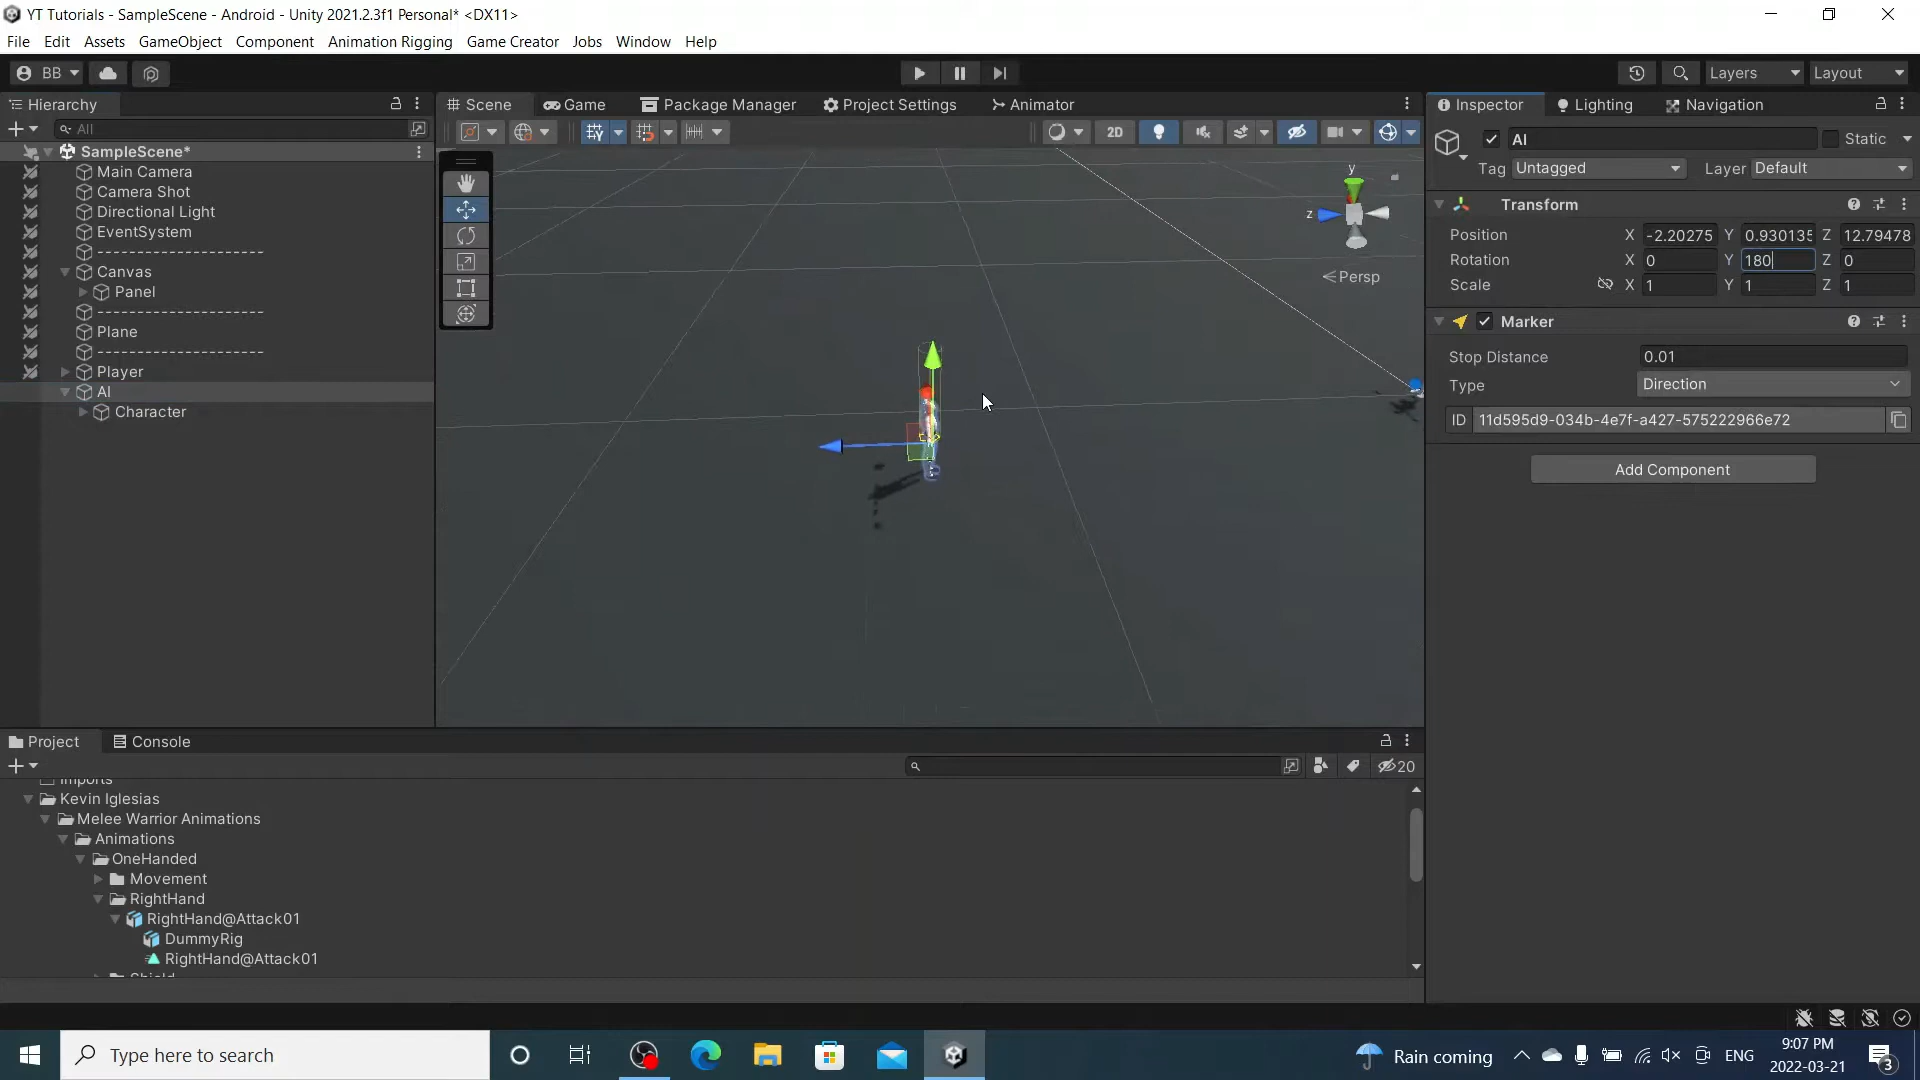 YT Tutorials - SampleScene - Android - Unity 2021.2.3f1 Personal* <DX11>
File Edit Assets GameObject Component Animation Rigging Game Creator Jobs Window Help
BB Layers Layout
Hierarchy
All
SampleScene*
Main Camera
Camera Shot
Directional Light
EventSystem
--------------------
Canvas
Panel
--------------------
Plane
--------------------
Player
AI
Character
Scene Game Package Manager Project Settings Animator
2D
y
z
Persp
Inspector Lighting Navigation
AI Static
Tag Untagged Layer Default
Transform
Position X -2.20275 Y 0.930135 Z 12.79478
Rotation X 0 Y 180 Z 0
Scale X 1 Y 1 Z 1
Marker
Stop Distance 0.01
Type Direction
ID 11d595d9-034b-4e7f-a427-575222966e72
Add Component
Project Console
20
Imports
Kevin Iglesias
Melee Warrior Animations
Animations
OneHanded
Movement
RightHand
RightHand@Attack01
DummyRig
RightHand@Attack01
Shield
Type here to search
Rain coming
ENG
9:07 PM
2022-03-21
3